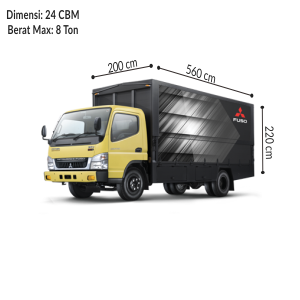 Dimensi: 24 CBM
Berat Max: 8 Ton
200 cm
560 cm
220 cm
FUSO